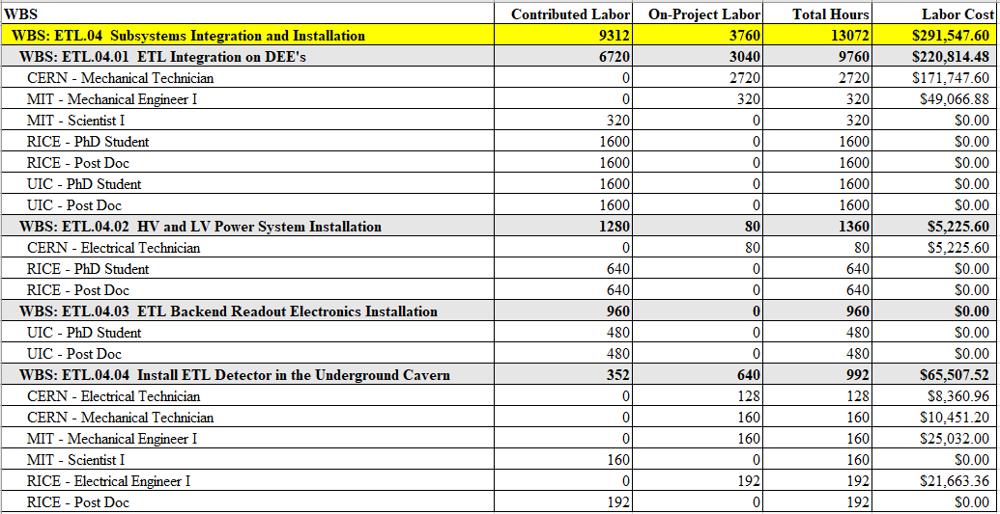 WBS Contributed Labor On-Project Labor Total Hours Labor Cost
WBS: ETL.04 Subsystems Integration and Installation 9312 3760 13072 $291,547.60
WBS: ETL.04.01 ETL Integration on DEE's 6720 3040 9760 $220,814.48
CERN - Mechanical Technician 0 2720 2720 $171,747.60
MIT - Mechanical Engineer I 0 320 320 $49,066.88
MIT - Scientist I 320 0 320 $0.00
RICE - PhD Student 1600 0 1600 $0.00
RICE - Post Doc 1600 0 1600 $0.00
UIC - PhD Student 1600 0 1600 $0.00
UIC - Post Doc 1600 0 1600 $0.00
WBS: ETL.04.02 HV and LV Power System Installation 1280 80 1360 $5,225.60
CERN - Electrical Technician 0 80 80 $5,225.60
RICE - PhD Student 640 0 640 $0.00
RICE - Post Doc 640 0 640 $0.00
WBS: ETL.04.03 ETL Backend Readout Electronics Installation 960 0 960 $0.00
UIC - PhD Student 480 0 480 $0.00
UIC - Post Doc 480 0 480 $0.00
WBS: ETL.04.04 Install ETL Detector in the Underground Cavern 352 640 992 $65,507.52
CERN - Electrical Technician 0 128 128 $8,360.96
CERN - Mechanical Technician 0 160 160 $10,451.20
MIT - Mechanical Engineer I 0 160 160 $25,032.00
MIT - Scientist I 160 0 160 $0.00
RICE - Electrical Engineer I 0 192 192 $21,663.36
RICE - Post Doc 192 0 192 $0.00